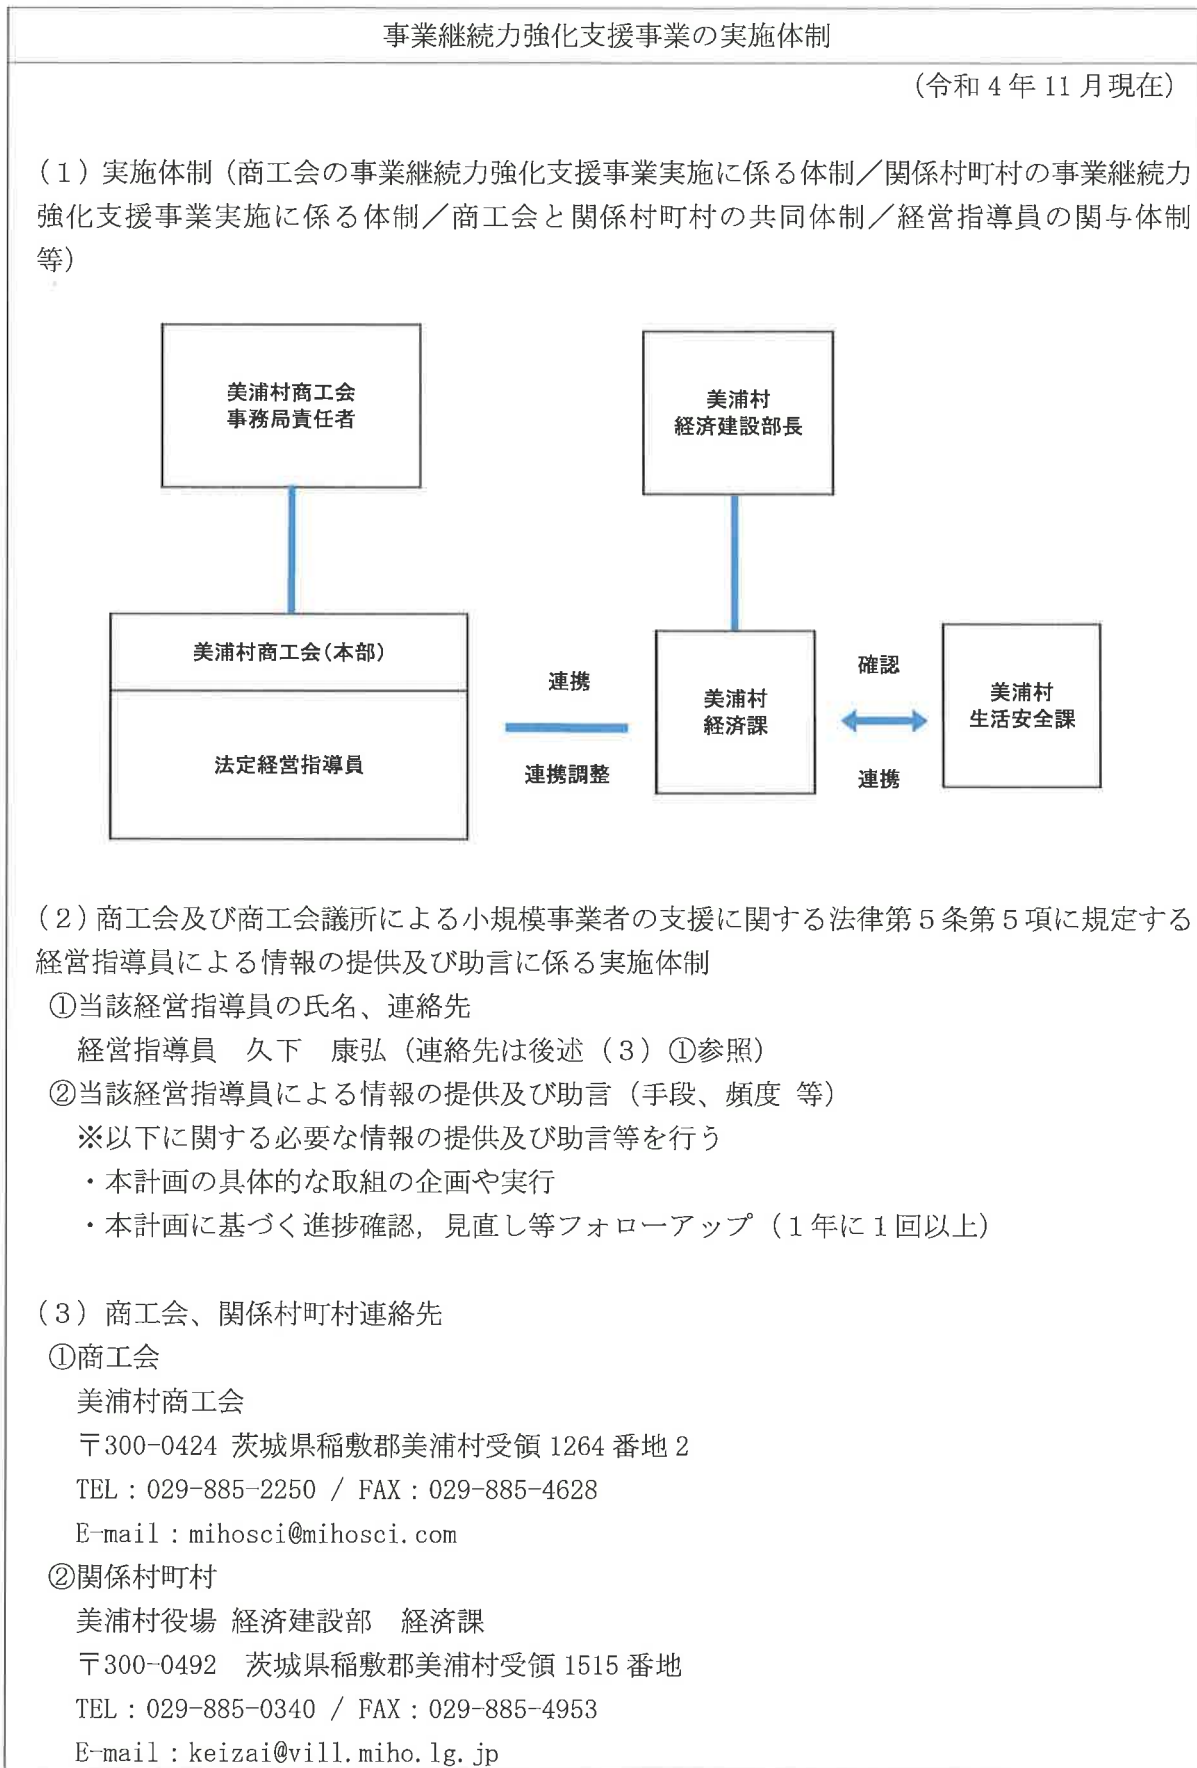 事業継続力強化支援事業の実施体制
（令和４年 11 月現在）
（１）実施体制（商工会の事業継続力強化支援事業実施に係る体制／関係村町村の事業継続力
強化支援事業実施に係る体制／商工会と関係村町村の共同体制／経営指導員の関与体制
等）
美浦村商工会
事務局責任者
美浦村
経済建設部長
美浦村商工会(本部)
法定経営指導員
連携
連携調整
美浦村
経済課
確認
連携
美浦村
生活安全課
（２）商工会及び商工会議所による小規模事業者の支援に関する法律第５条第５項に規定する
経営指導員による情報の提供及び助言に係る実施体制
①当該経営指導員の氏名、連絡先
経営指導員　久下　康弘（連絡先は後述（３）①参照）
②当該経営指導員による情報の提供及び助言（手段、頻度 等）
※以下に関する必要な情報の提供及び助言等を行う
・本計画の具体的な取組の企画や実行
・本計画に基づく進捗確認，見直し等フォローアップ（１年に１回以上）
（３）商工会、関係村町村連絡先
①商工会
美浦村商工会
〒300-0424 茨城県稲敷郡美浦村受領 1264 番地 2
TEL：029-885-2250 / FAX：029-885-4628
E-mail：mihosci@mihosci.com
②関係村町村
美浦村役場 経済建設部　経済課
〒300-0492　茨城県稲敷郡美浦村受領 1515 番地
TEL：029-885-0340 / FAX：029-885-4953
E-mail：keizai@vill.miho.lg.jp